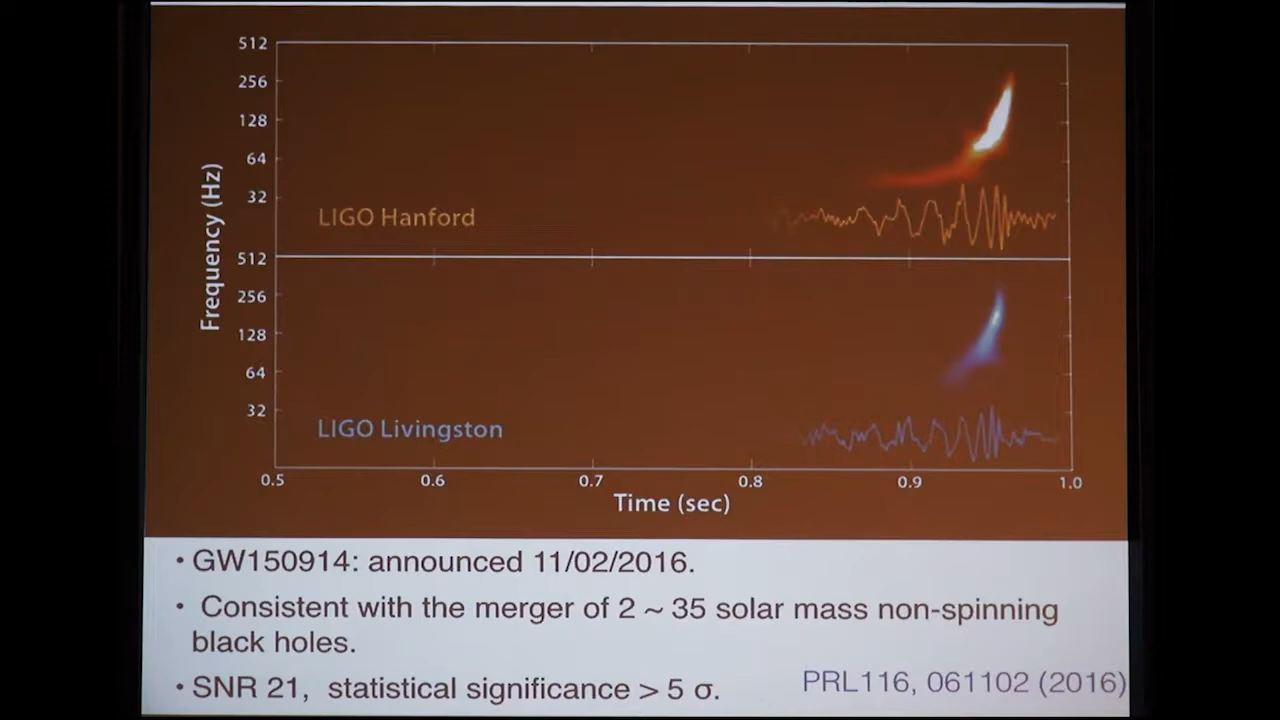 512
256
128
64
32
LIGO Hanford
512
256
128
64
32
LIGO Livingston
Frequency (Hz)
0.5 0.6 0.7 0.8 0.9 1.0
Time (sec)
• GW150914: announced 11/02/2016.
• Consistent with the merger of 2 ~ 35 solar mass non-spinning
black holes.
• SNR 21, statistical significance > 5 σ.
PRL116, 061102 (2016)